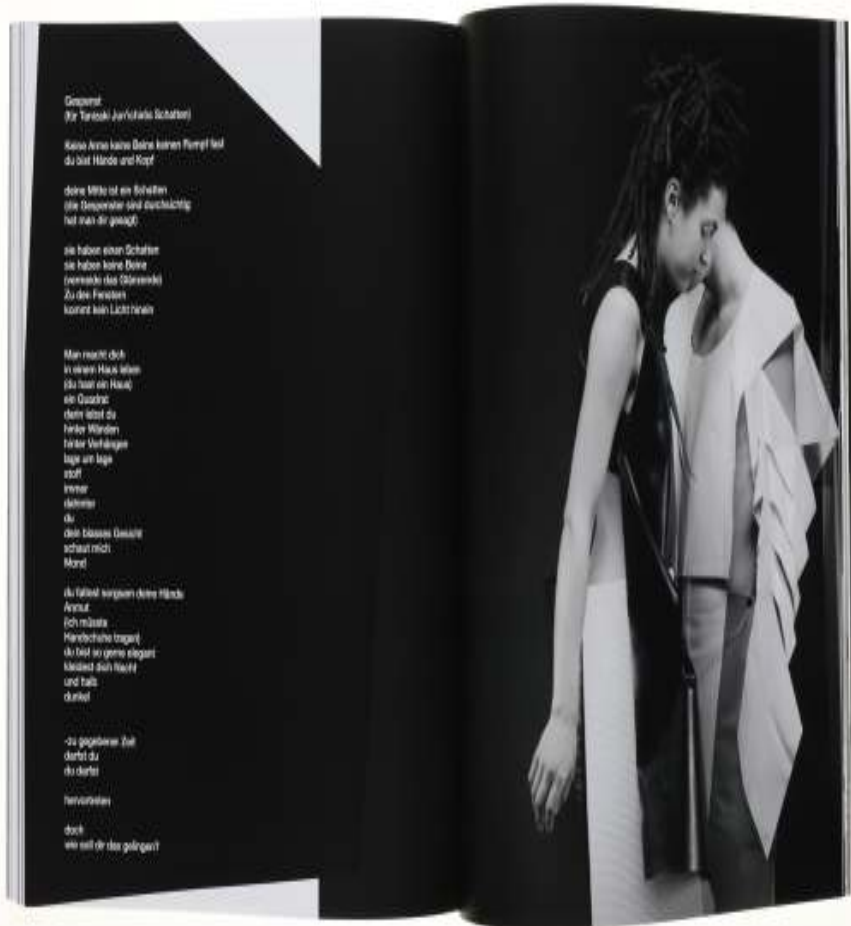 Gespenst
(für Tanizaki Jun'ichirōs Schatten)
Keine Arme keine Beine keinen Rumpf fast
du bist Hände und Kopf
deine Mitte ist ein Schatten
(die Gespenster sind durchsichtig
hat man dir gesagt)
sie haben einen Schatten
sie haben keine Beine
(vermeide das Glänzende)
Zu den Fenstern
kommt kein Licht hinein
Man macht dich
in einem Haus leben
(du hast ein Haus)
ein Quadrat
darin lebst du
hinter Wänden
hinter Vorhängen
lage um lage
stoff
immer
dahinter
du
dein blasses Gesicht
schaut mich
Mond
du faltest sorgsam deine Hände
Anmut
(ich müsste
Handschuhe tragen)
du bist so gerne elegant
kleidest dich Nacht
und halb
dunkel
-zu gegebener Zeit
darfst du
du darfst
hervortreten
doch
wie soll dir das gelingen?